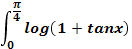 ∫₀^{π/4} log(1 + tanx)